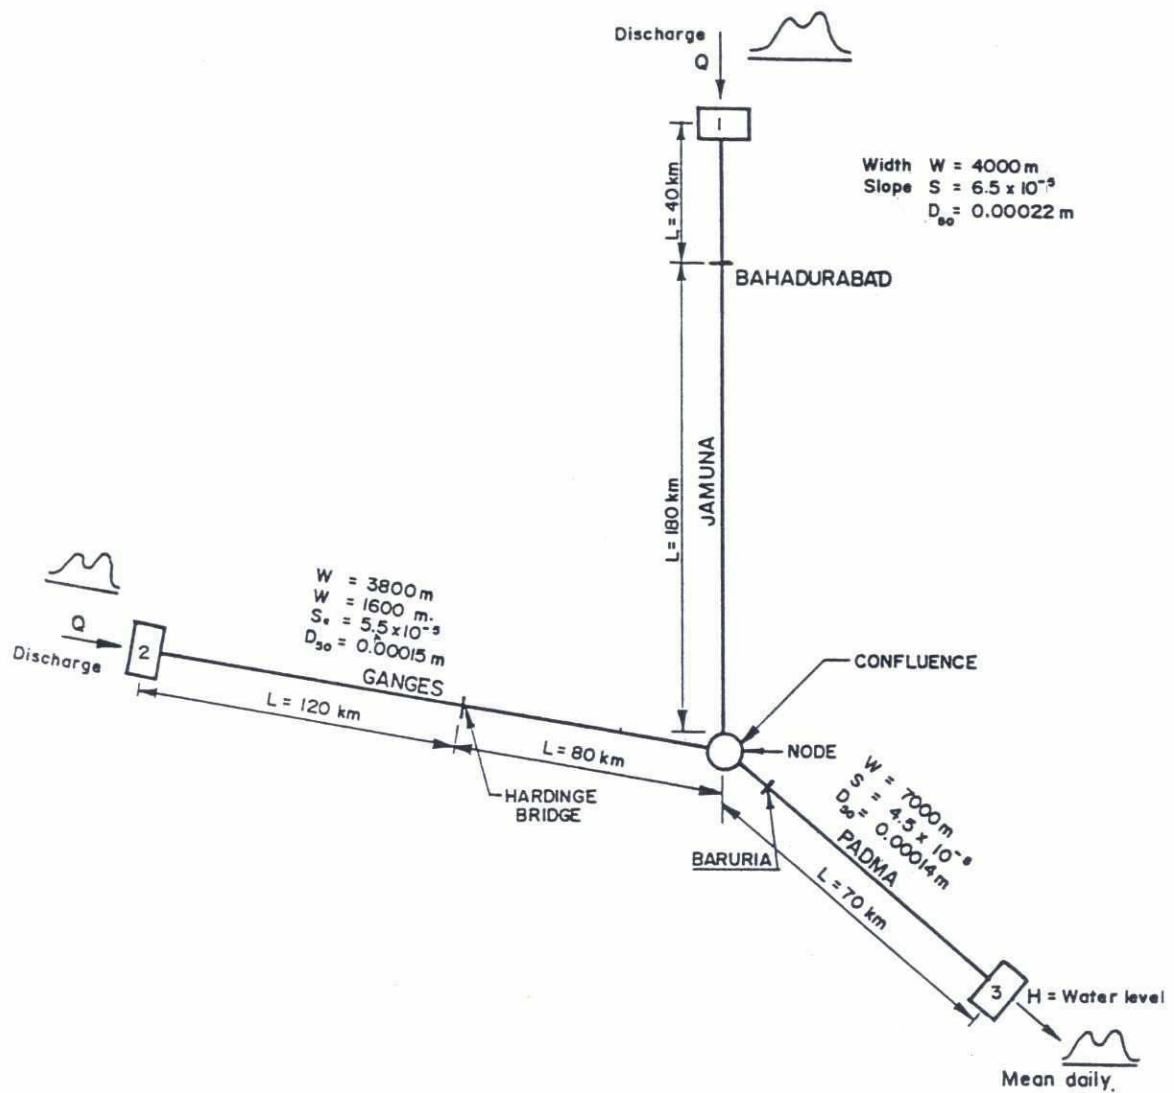 Discharge
Q
1
Width W = 4000 m
Slope S = 6.5 x 10⁻⁵
D₅₀ = 0.00022 m
L = 40 km
BAHADURABAD
JAMUNA
L = 180 km
W = 3800 m
W = 1600 m.
Sₑ = 5.5 x 10⁻⁵
D₅₀ = 0.00015 m
Q
Discharge
2
GANGES
L = 120 km
L = 80 km
HARDINGE
BRIDGE
CONFLUENCE
NODE
W = 7000 m
S = 4.5 x 10⁻⁵
D₅₀ = 0.00014 m
PADMA
BARURIA
L = 70 km
3
H = Water level
Mean daily.